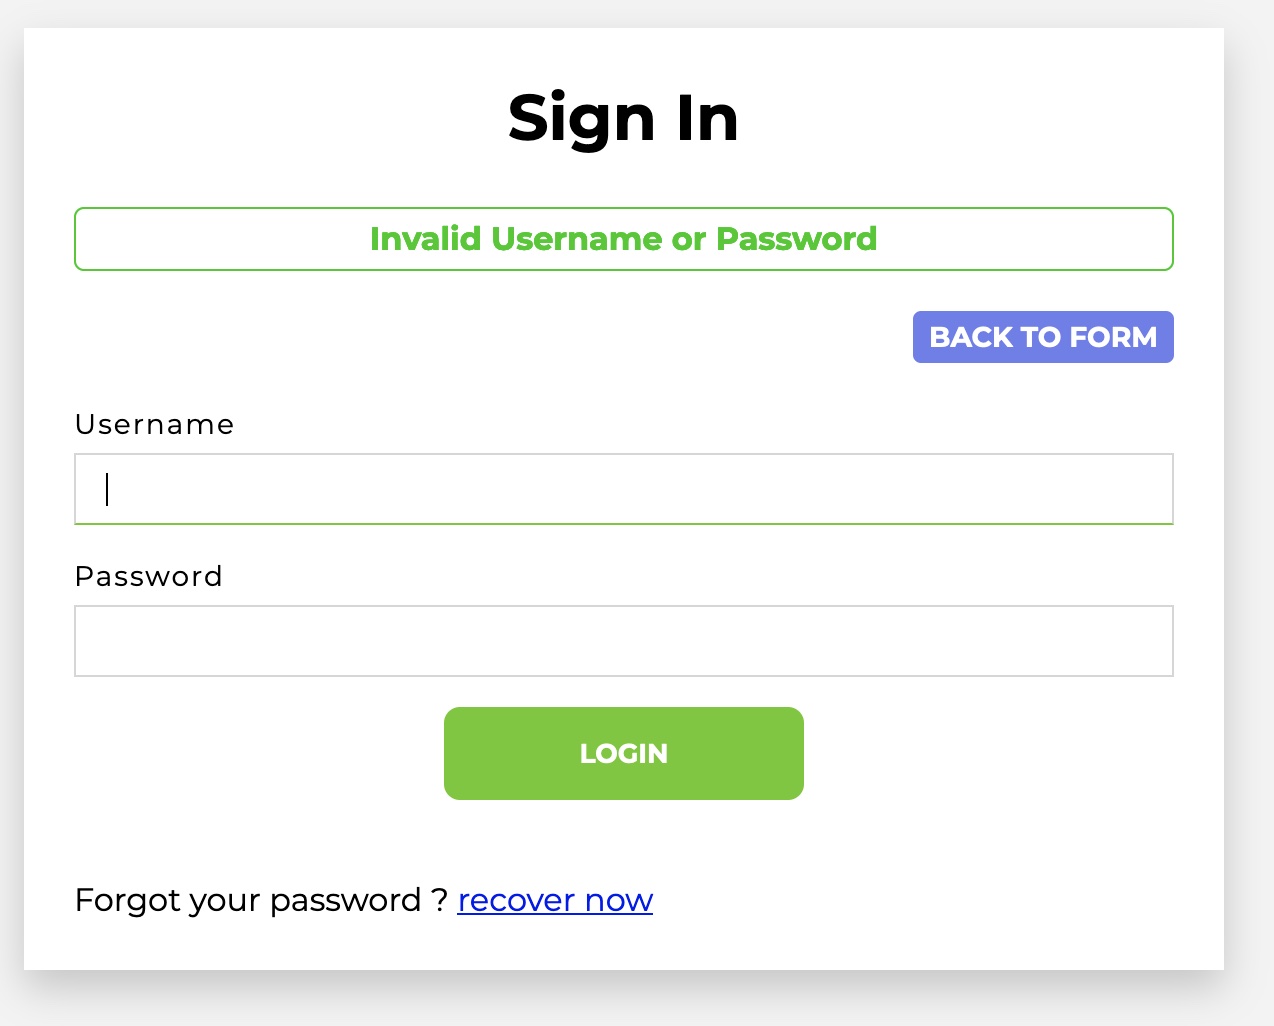 Sign In
Invalid Username or Password
BACK TO FORM
Username
Password
LOGIN
Forgot your password ? recover now